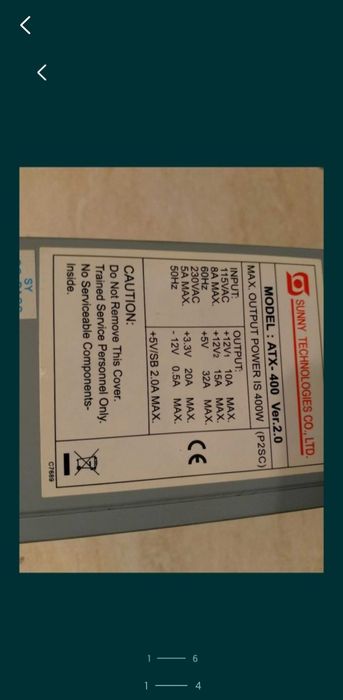 SUNNY TECHNOLOGIES CO., LTD.
MODEL : ATX- 400 Ver.2.0
MAX. OUTPUT POWER IS 400W (P2SC)
INPUT:
115VAC
8A MAX.
60Hz
230VAC
5A MAX.
50Hz
OUTPUT:
+12V1 10A MAX.
+12V2 15A MAX.
+5V 32A MAX.
+3.3V 20A MAX.
- 12V 0.5A MAX.
+5V/SB 2.0A MAX.
CE
CAUTION:
Do Not Remove This Cover.
Trained Service Personnel Only.
No Serviceable Components-
Inside.
C7889
SY
1 6
1 4